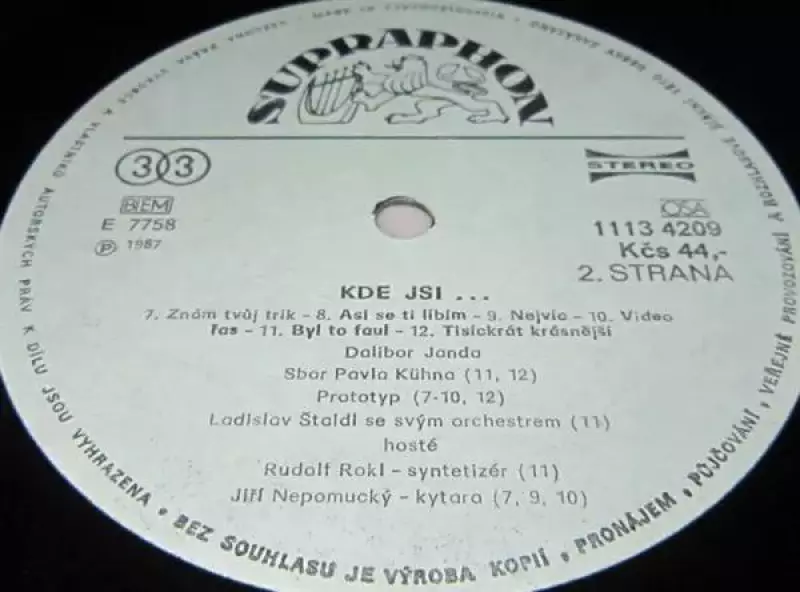 SUPRAPHON
33
STEREO
BIEM
E 7758
Ⓟ 1987
OSA
1113 4209
Kčs 44,-
2. STRANA
KDE JSI ...
7. Znám tvůj trik - 8. Asi se ti líbím - 9. Nejvíc - 10. Video
fas - 11. Byl to faul - 12. Tisíckrát krásnější
Dalibor Janda
Sbor Pavla Kühna (11, 12)
Prototyp (7-10, 12)
Ladislav Štaidl se svým orchestrem (11)
hosté
Rudolf Rokl - syntetizér (11)
Jiří Nepomucký - kytara (7, 9, 10)
VÝROBCE A VLASTNÍKŮ AUTORSKÝCH PRÁV K DÍLU JSOU VYHRAZENA • BEZ SOUHLASU JE VÝROBA KOPIÍ, PRONÁJEM, PŮJČOVÁNÍ, VEŘEJNÉ PROVOZOVÁNÍ A ROZHLASOVÉ ŠÍŘENÍ